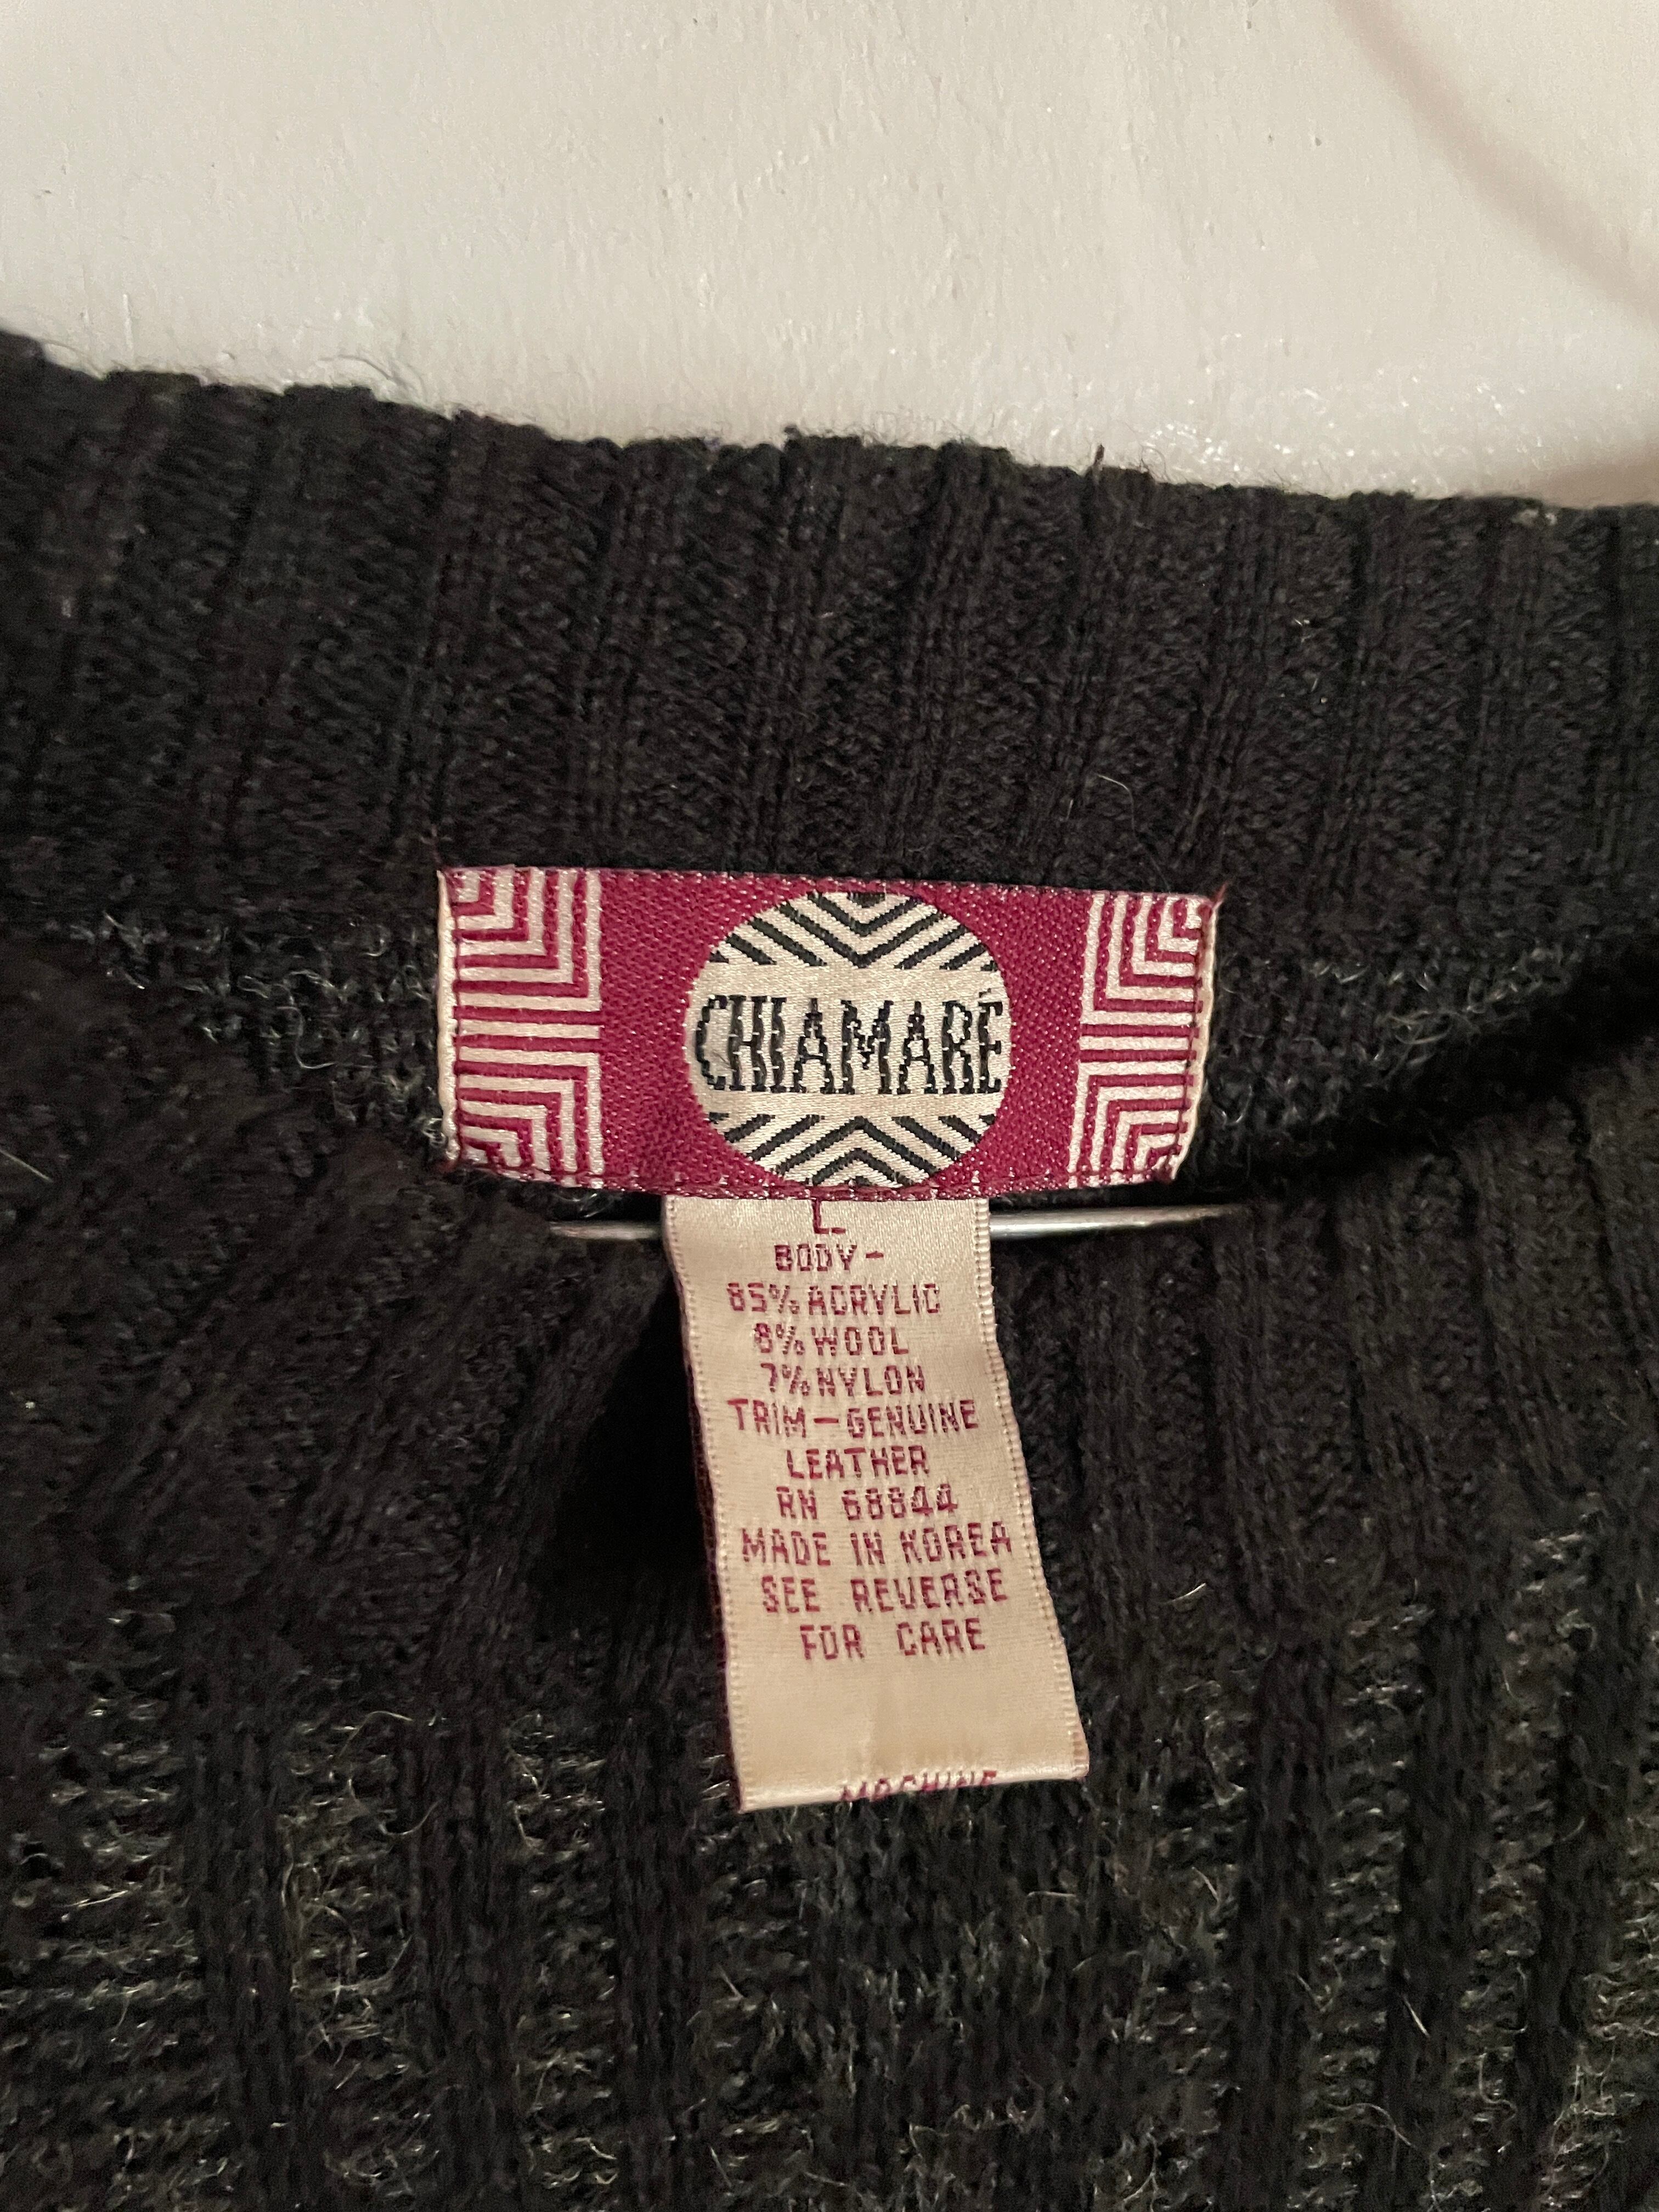 CHIAMARÉ
L
BODY-
85% ACRYLIC
8% WOOL
7% NYLON
TRIM-GENUINE
LEATHER
RN 68844
MADE IN KOREA
SEE REVERSE
FOR CARE
MACHINE